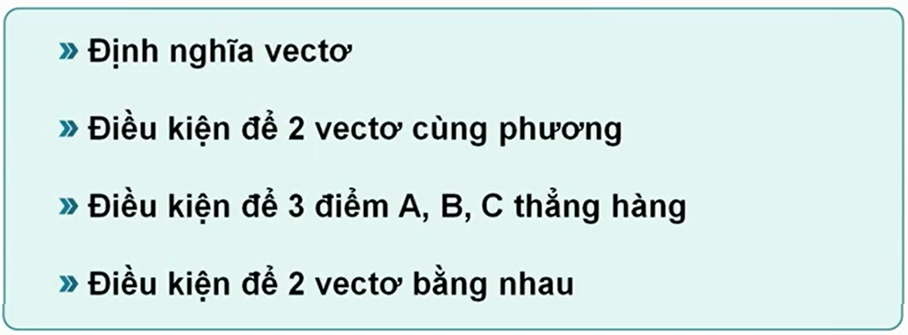 » Định nghĩa vectơ
» Điều kiện để 2 vectơ cùng phương
» Điều kiện để 3 điểm A, B, C thẳng hàng
» Điều kiện để 2 vectơ bằng nhau